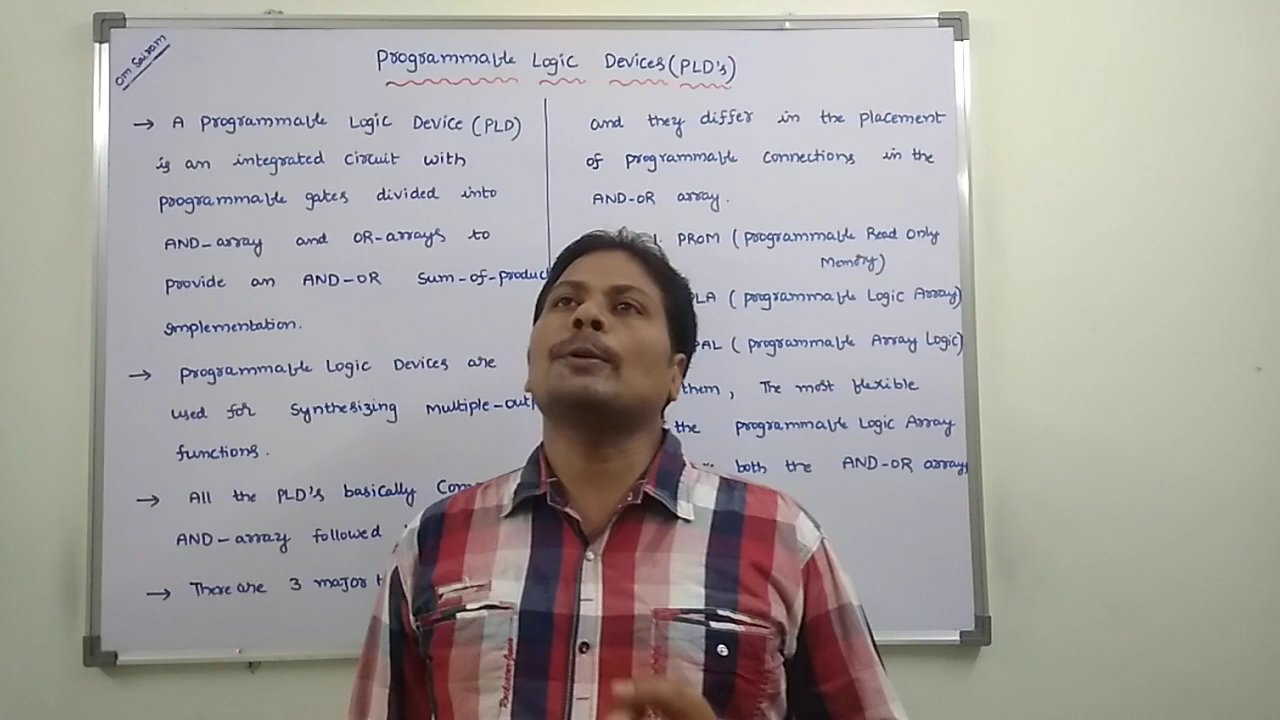 Om Sairam
Programmable Logic Devices (PLD's)
→ A programmable Logic Device (PLD)
is an integrated circuit with
programmable gates divided into
AND-array and OR-arrays to
provide an AND-OR sum-of-product
implementation.
→ programmable Logic Devices are
used for synthesizing multiple-out
functions.
→ All the PLD's basically
AND-array followed
→ There are 3 major
and they differ in the placement
of programmable connections in the
AND-OR array.
1. PROM (programmable Read Only
Memory)
(programmable Logic Array)
PAL (programmable Array Logic)
them, The most flexible
the programmable Logic Array
both the AND-OR arrays